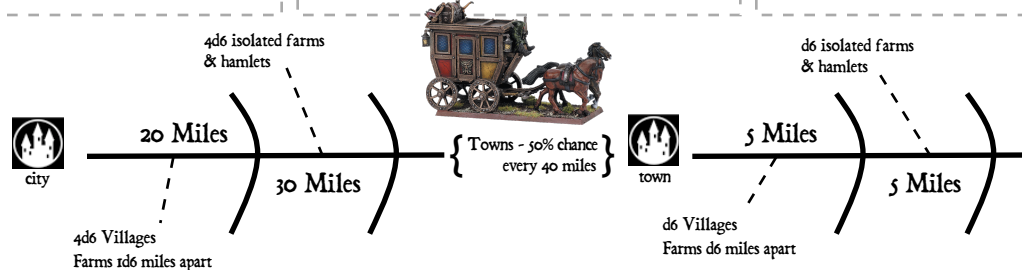 4d6 isolated farms
& hamlets
20 Miles
30 Miles
city
4d6 Villages
Farms 1d6 miles apart
{ Towns - 50% chance
every 40 miles }
d6 isolated farms
& hamlets
5 Miles
5 Miles
town
d6 Villages
Farms d6 miles apart